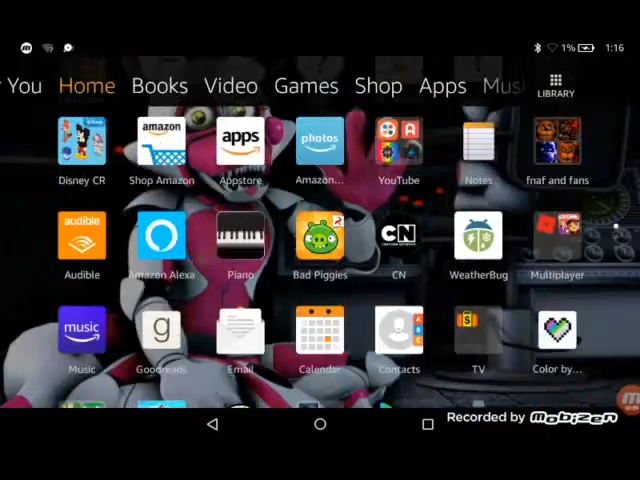 1% 1:16
r You Home Books Video Games Shop Apps Mus LIBRARY
Disney CR Shop Amazon Appstore Amazon... YouTube Notes fnaf and fans
amazon apps photos
audible CN
Audible Amazon Alexa Piano Bad Piggies CN WeatherBug Multiplayer
music g
Music Goodreads Email Calendar Contacts TV Color by...
Recorded by Mobizen